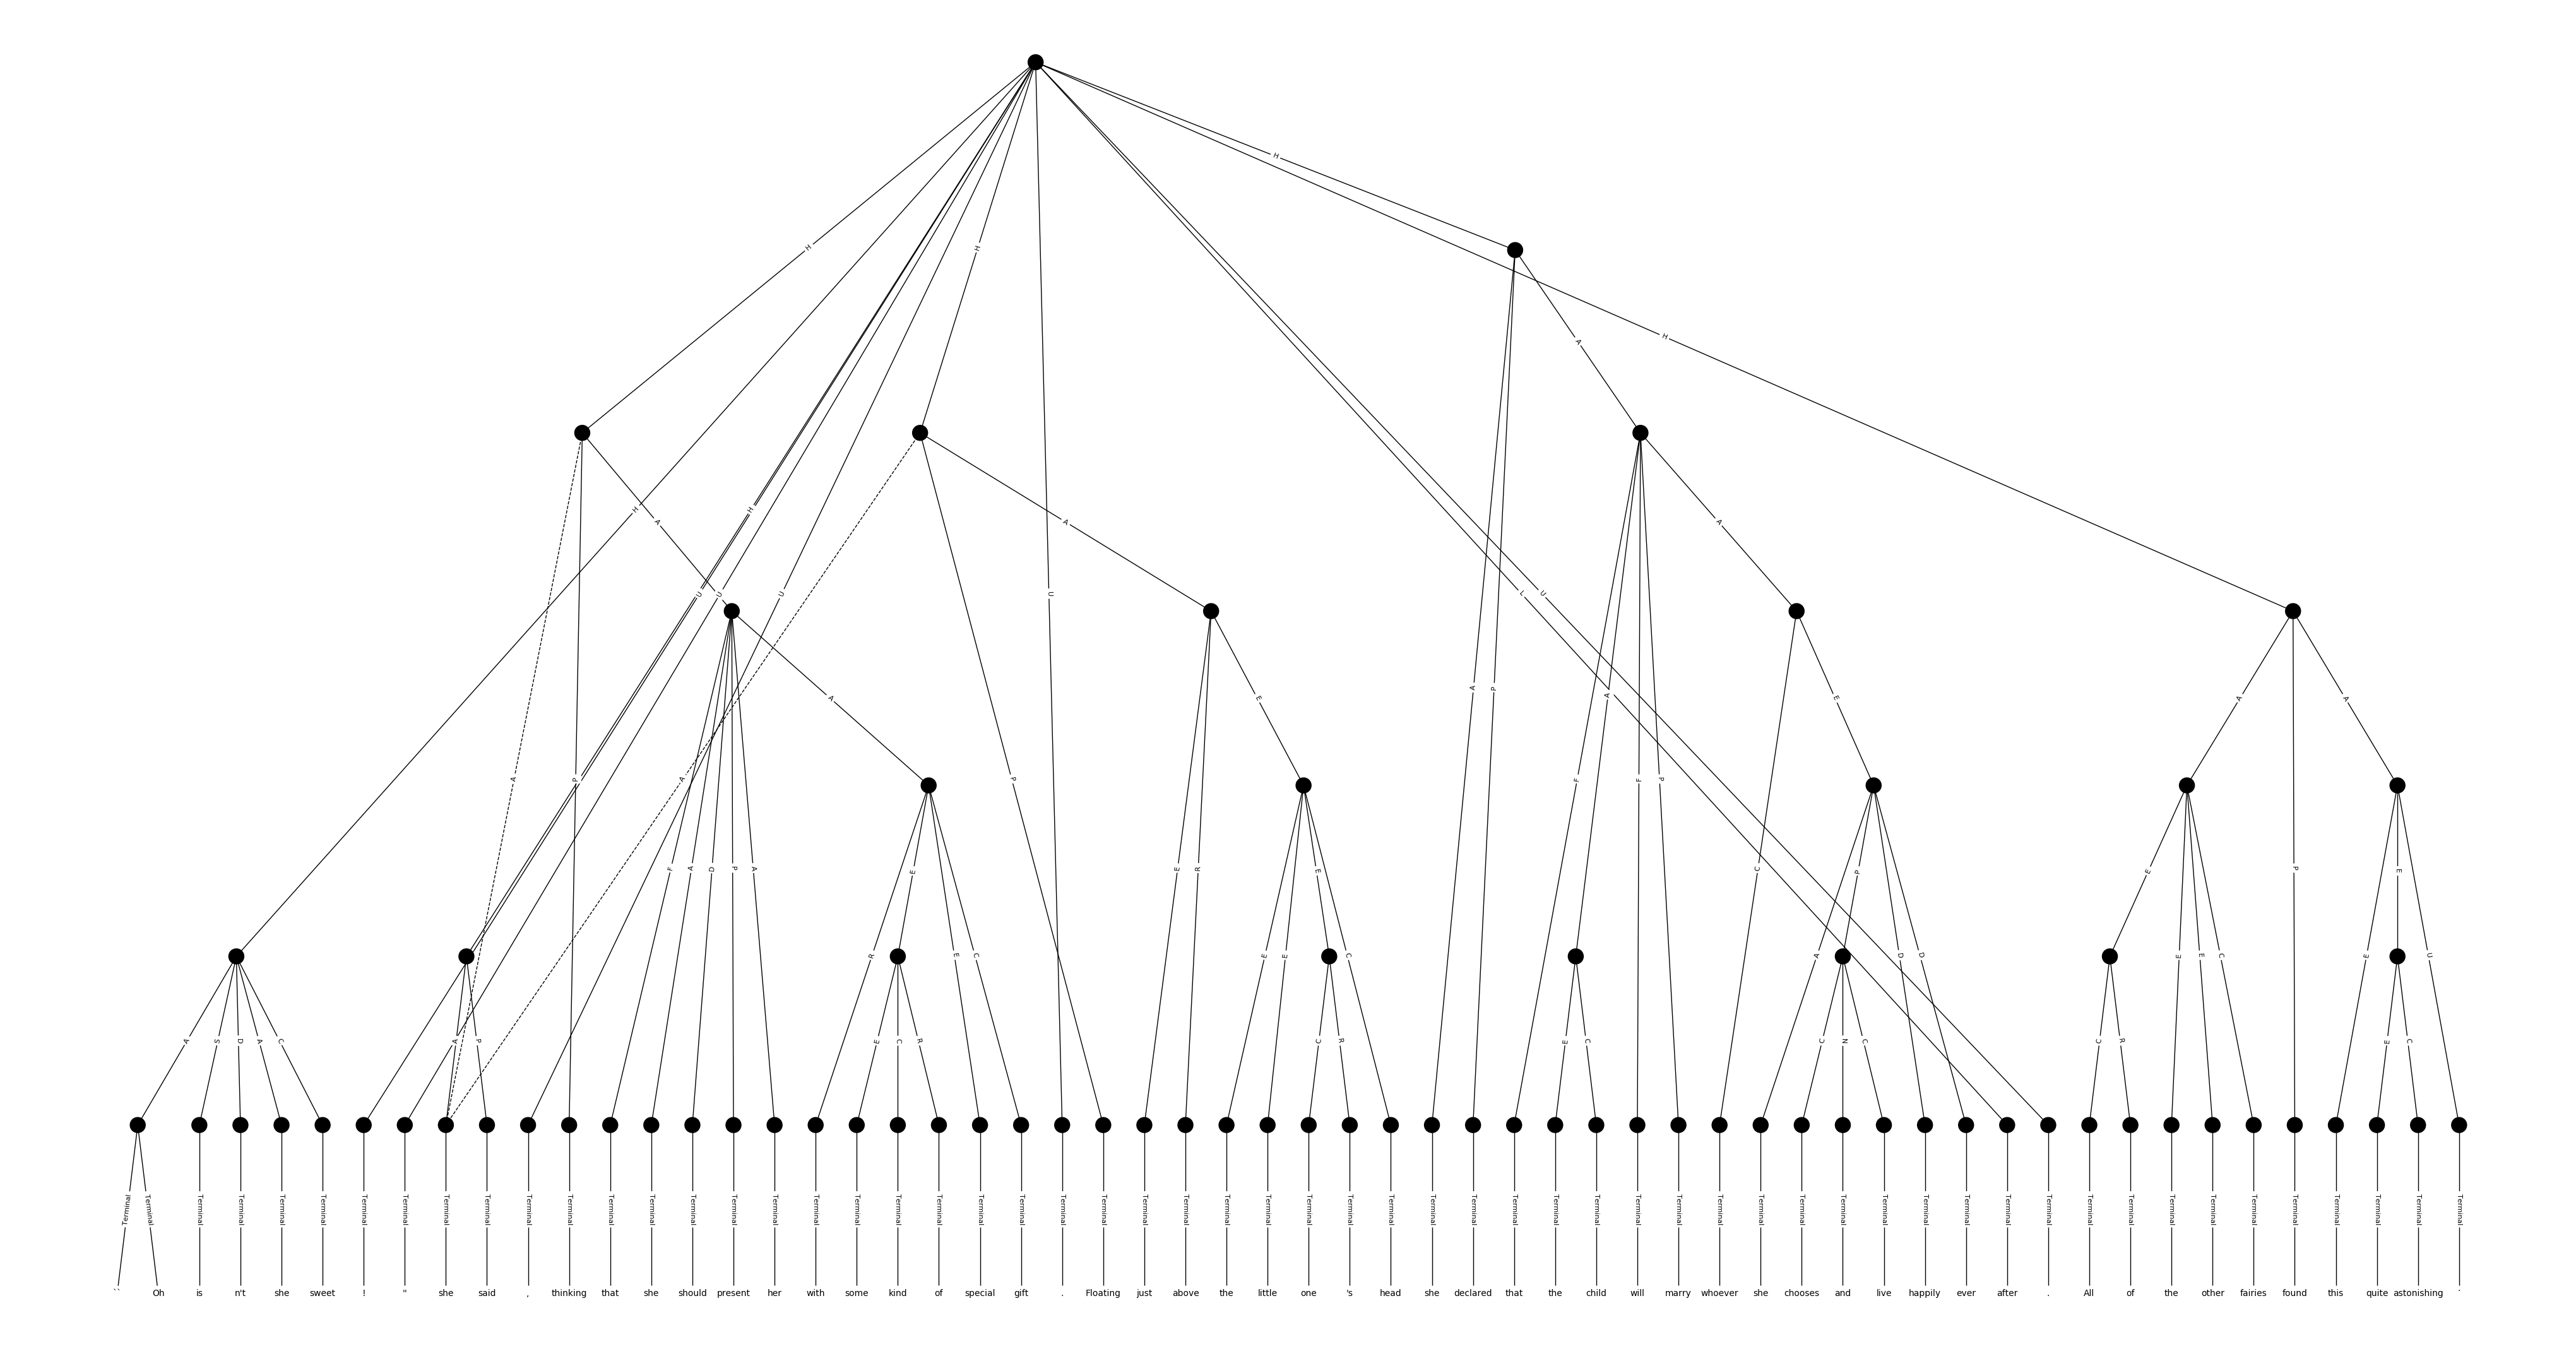 H
H
H
H
A
H
H
A
A
A
U
U
U
U
L
U
A
A
P
A
E
A
P
F
A
E
A
A
A
P
A
P
F
F
P
F
A
D
P
A
E
E
R
C
P
E
P
E
R
E
E
E
E
C
A
D
D
E
E
E
C
E
U
C
A
S
D
A
C
A
P
E
C
R
C
R
E
C
C
N
C
C
R
E
C
Terminal Terminal Terminal Terminal Terminal Terminal Terminal Terminal Terminal Terminal Terminal Terminal Terminal Terminal Terminal Terminal Terminal Terminal Terminal Terminal Terminal Terminal Terminal Terminal Terminal Terminal Terminal Terminal Terminal Terminal Terminal Terminal Terminal Terminal Terminal Terminal Terminal Terminal Terminal Terminal Terminal Terminal Terminal Terminal Terminal Terminal Terminal Terminal Terminal Terminal Terminal Terminal Terminal Terminal Terminal Terminal Terminal Terminal
`` Oh is n't she sweet ! " she said , thinking that she should present her with some kind of special gift . Floating just above the little one 's head she declared that the child will marry whoever she chooses and live happily ever after . All of the other fairies found this quite astonishing .